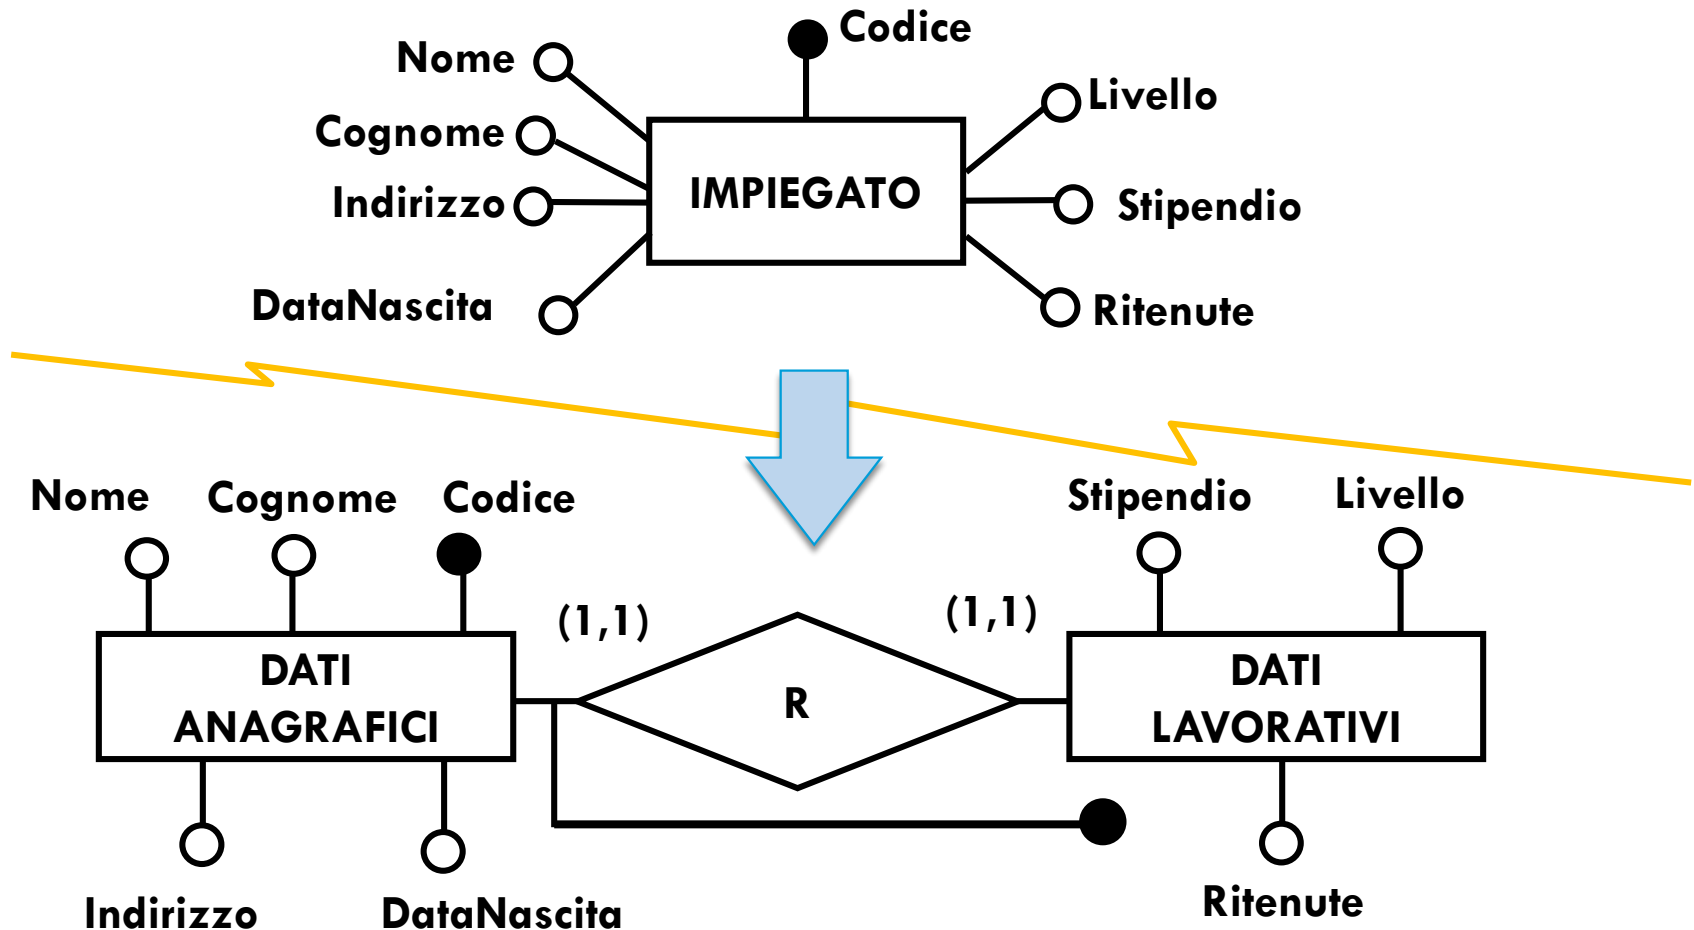 Codice
Nome
Livello
Cognome
IMPIEGATO
Indirizzo
Stipendio
DataNascita
Ritenute
Nome Cognome Codice
Stipendio Livello
(1,1) (1,1)
DATI
ANAGRAFICI
R
DATI
LAVORATIVI
Indirizzo DataNascita
Ritenute